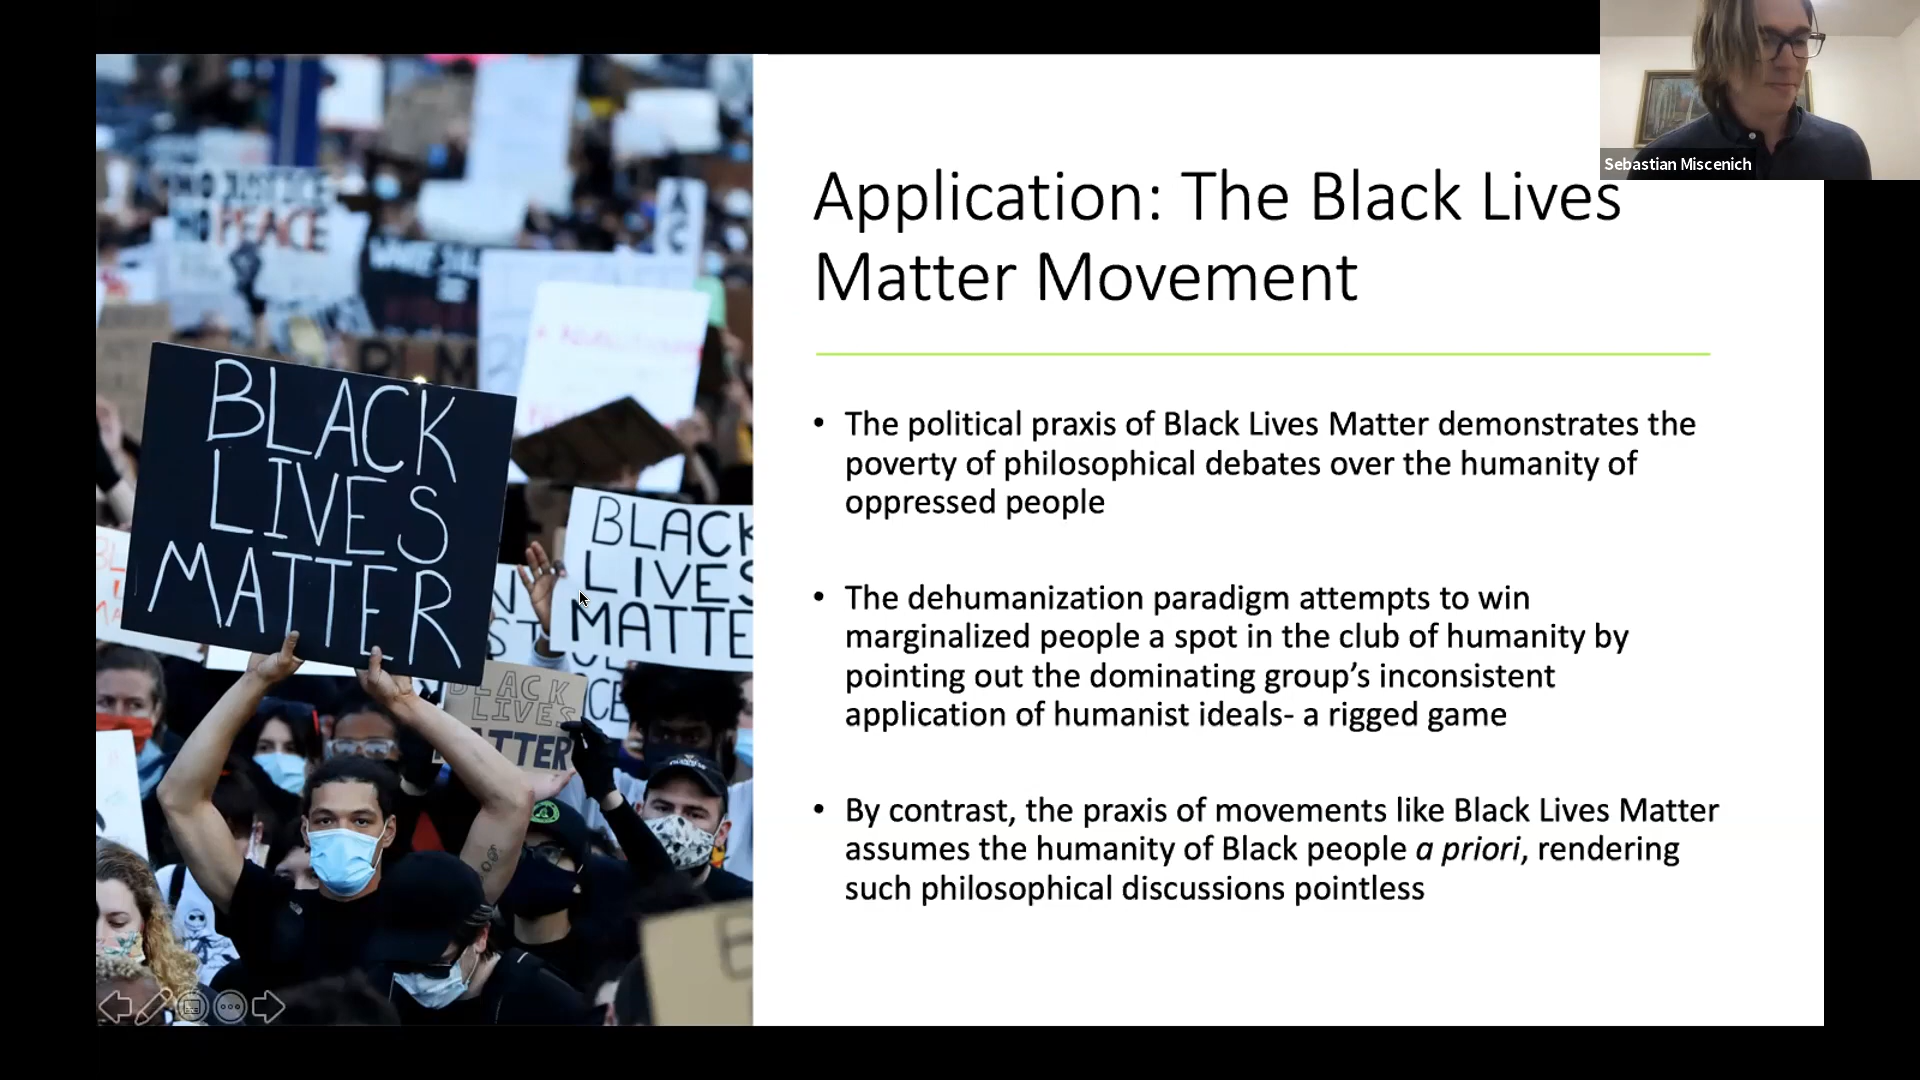 Sebastian Miscenich
Application: The Black Lives
Matter Movement
• The political praxis of Black Lives Matter demonstrates the
poverty of philosophical debates over the humanity of
oppressed people
• The dehumanization paradigm attempts to win
marginalized people a spot in the club of humanity by
pointing out the dominating group’s inconsistent
application of humanist ideals- a rigged game
• By contrast, the praxis of movements like Black Lives Matter
assumes the humanity of Black people a priori, rendering
such philosophical discussions pointless
NO JUSTICE
NO PEACE
BLACK
LIVES
MATTER
BLACK
LIVES
MATTE
BLACK
LIVES
ATTER